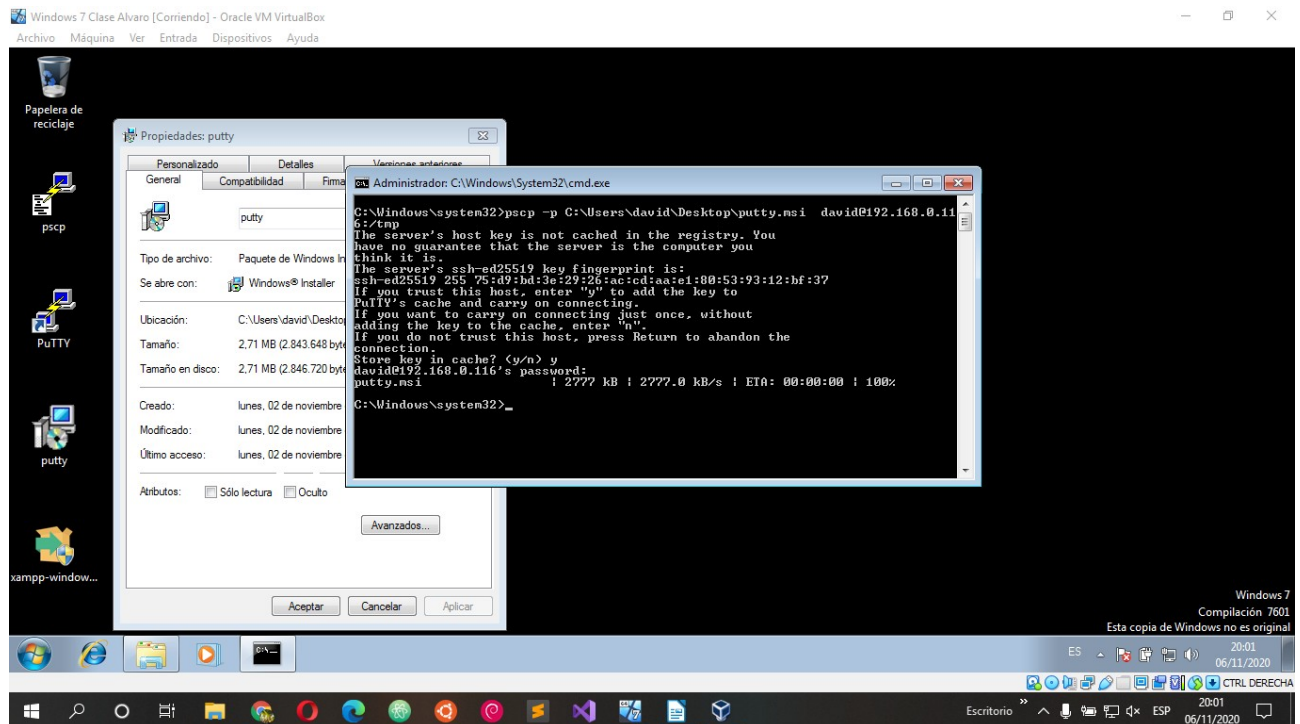 Windows 7 Clase Alvaro [Corriendo] - Oracle VM VirtualBox
Archivo Máquina Ver Entrada Dispositivos Ayuda
Papelera de
reciclaje
pscp
PuTTY
putty
xampp-window...
Propiedades: putty
Personalizado Detalles Versiones anteriores
General Compatibilidad Firma
putty
Tipo de archivo: Paquete de Windows In
Se abre con: Windows® Installer
Ubicación: C:\Users\david\Desktop
Tamaño: 2,71 MB (2.843.648 byte
Tamaño en disco: 2,71 MB (2.846.720 byte
Creado: lunes, 02 de noviembre
Modificado: lunes, 02 de noviembre
Último acceso: lunes, 02 de noviembre
Atributos: Sólo lectura Oculto
Avanzados...
Aceptar Cancelar Aplicar
Administrador: C:\Windows\System32\cmd.exe
C:\Windows\system32>pscp -p C:\Users\david\Desktop\putty.msi david@192.168.0.11
6:/tmp
The server's host key is not cached in the registry. You
have no guarantee that the server is the computer you
think it is.
The server's ssh-ed25519 key fingerprint is:
ssh-ed25519 255 75:d9:bd:3e:29:26:ac:cd:aa:e1:80:53:93:12:bf:37
If you trust this host, enter "y" to add the key to
PuTTY's cache and carry on connecting.
If you want to carry on connecting just once, without
adding the key to the cache, enter "n".
If you do not trust this host, press Return to abandon the
connection.
Store key in cache? (y/n) y
david@192.168.0.116's password:
putty.msi | 2777 kB | 2777.0 kB/s | ETA: 00:00:00 | 100%
C:\Windows\system32>_
Windows 7
Compilación 7601
Esta copia de Windows no es original
ES 20:01
06/11/2020
CTRL DERECHA
Escritorio ESP 20:01
06/11/2020